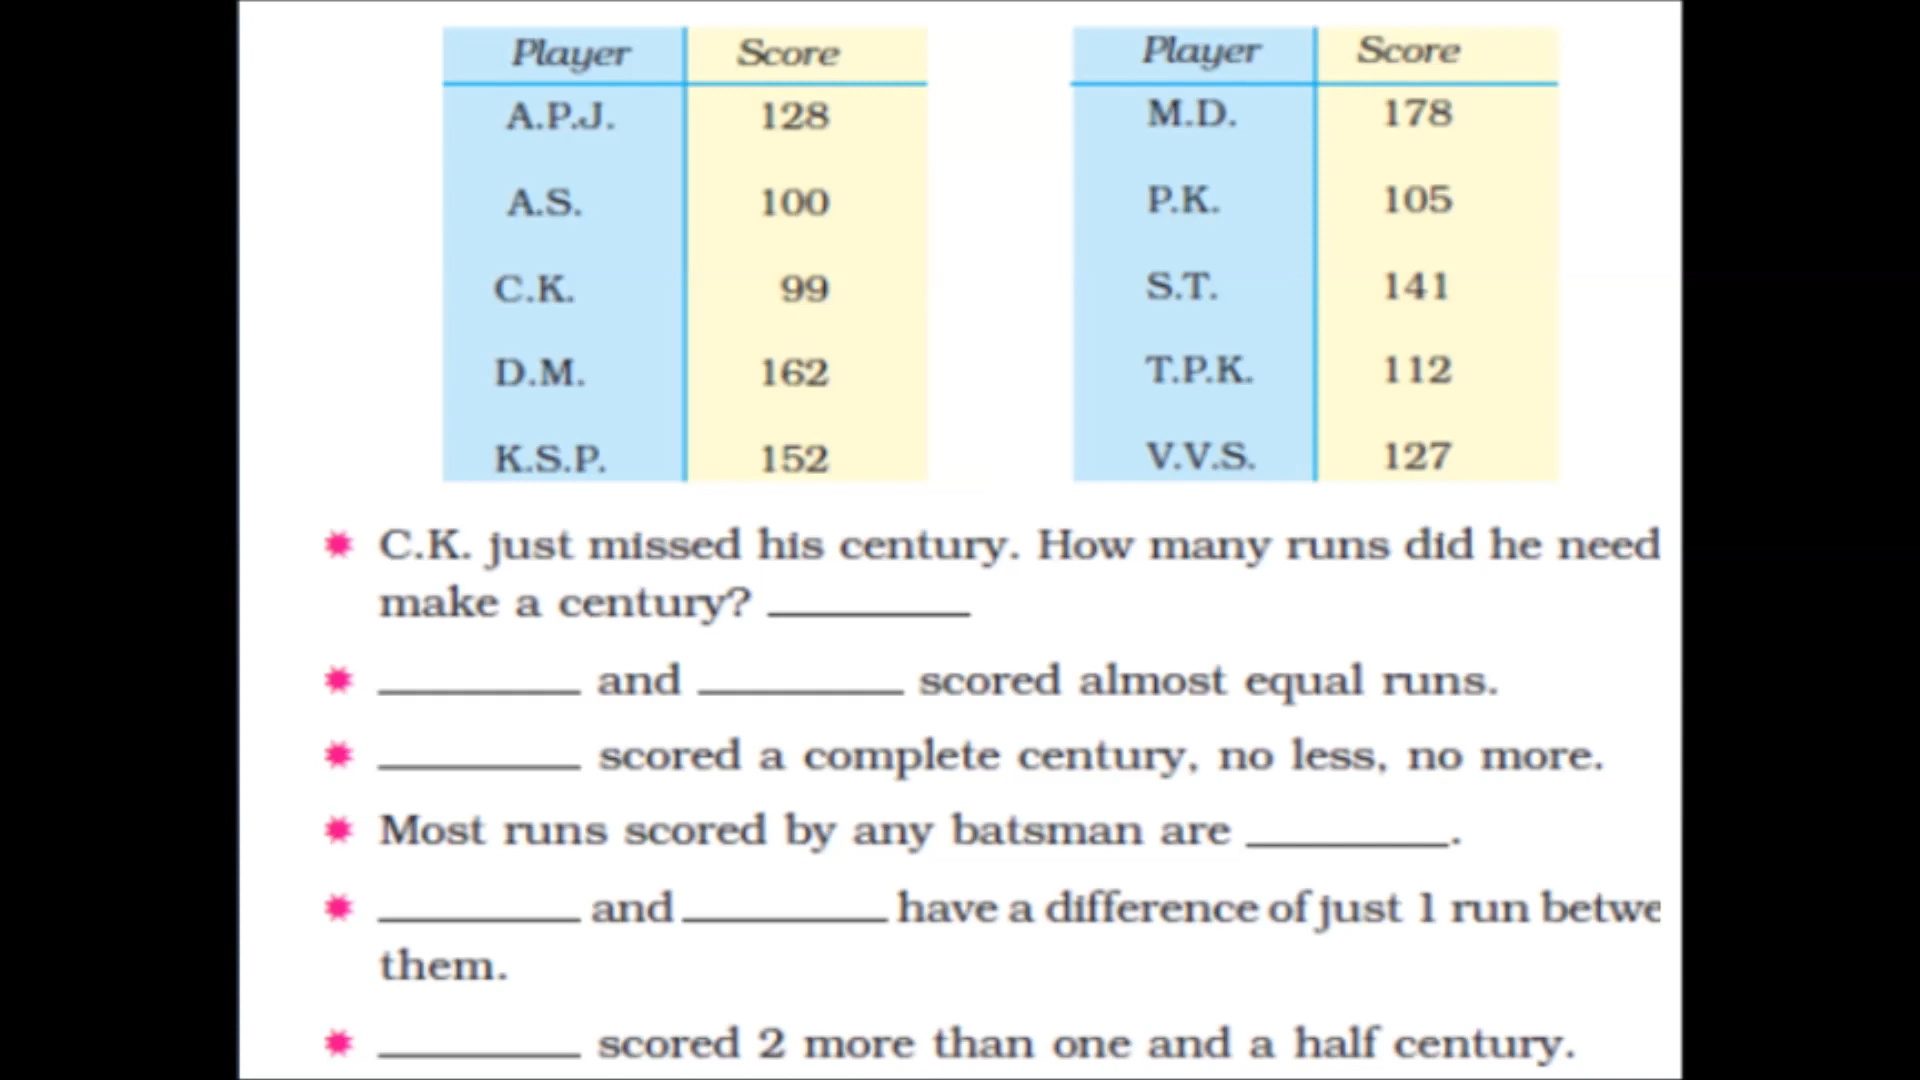 Player Score
A.P.J. 128
A.S. 100
C.K. 99
D.M. 162
K.S.P. 152
Player Score
M.D. 178
P.K. 105
S.T. 141
T.P.K. 112
V.V.S. 127
C.K. just missed his century. How many runs did he need
make a century? ________
________ and ________ scored almost equal runs.
________ scored a complete century, no less, no more.
Most runs scored by any batsman are ________.
________ and ________ have a difference of just 1 run betwe
them.
________ scored 2 more than one and a half century.